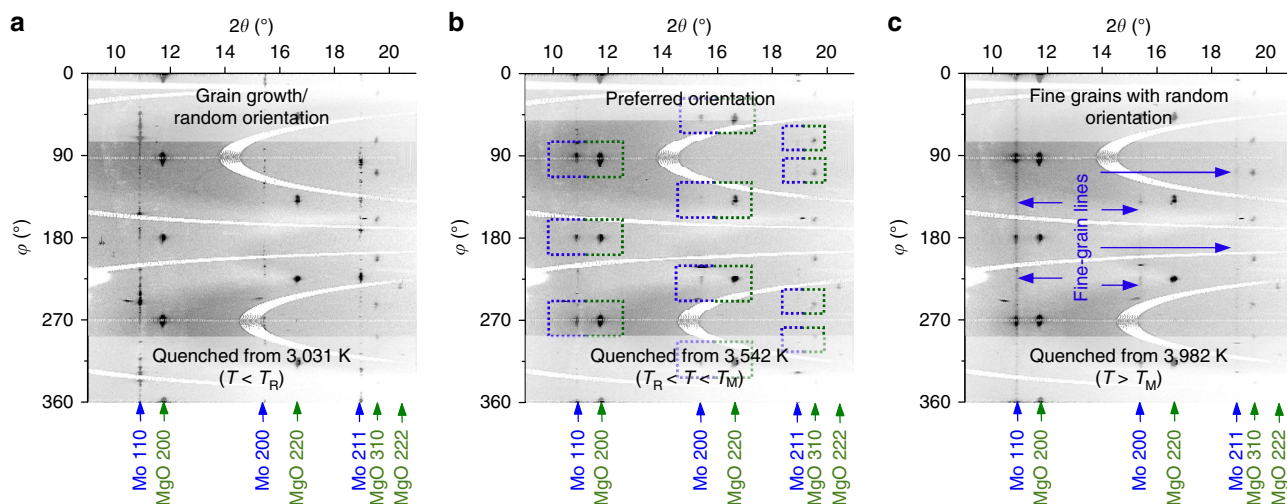 a
2θ (°)
10 12 14 16 18 20
φ (°)
0
90
180
270
360
Grain growth/
random orientation
Quenched from 3,031 K
(T < T_R)
Mo 110
MgO 200
Mo 200
MgO 220
Mo 211
MgO 310
MgO 222
b
2θ (°)
10 12 14 16 18 20
φ (°)
0
90
180
270
360
Preferred orientation
Quenched from 3,542 K
(T_R < T < T_M)
Mo 110
MgO 200
Mo 200
MgO 220
Mo 211
MgO 310
MgO 222
c
2θ (°)
10 12 14 16 18 20
φ (°)
0
90
180
270
360
Fine grains with random
orientation
Fine-grain lines
Quenched from 3,982 K
(T > T_M)
Mo 110
MgO 200
Mo 200
MgO 220
Mo 211
MgO 310
MgO 222